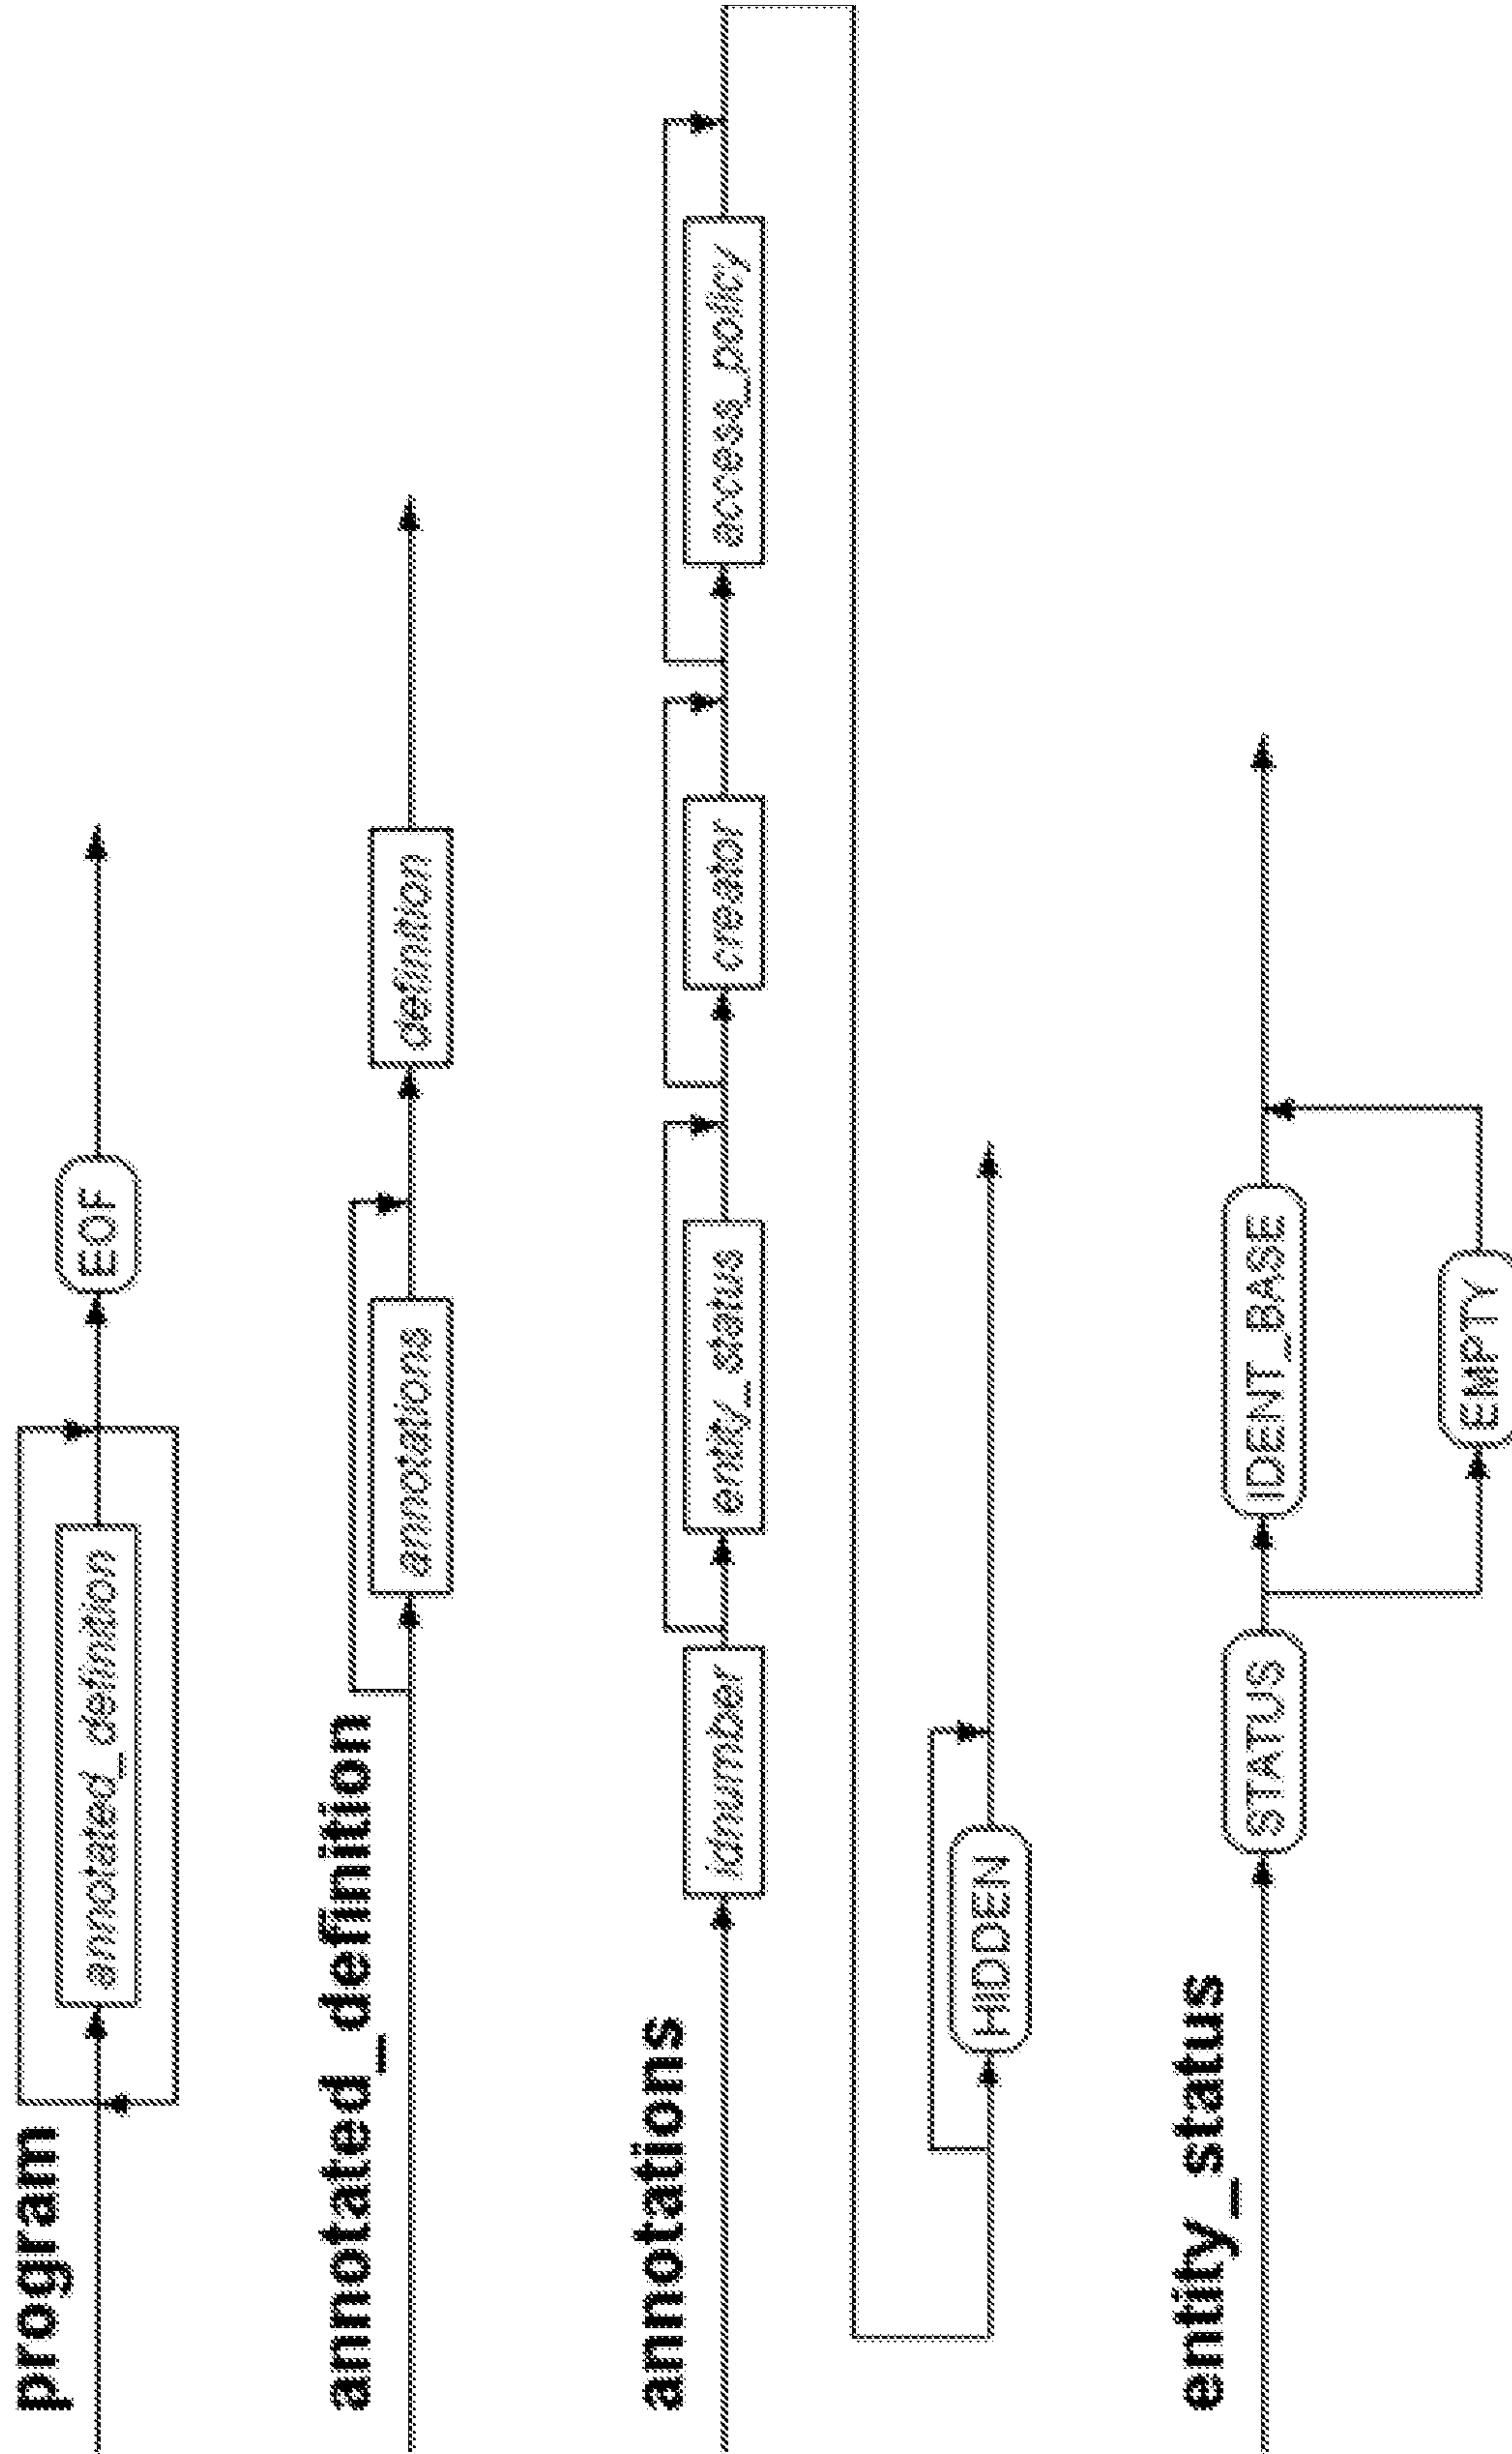 program
annotated_definition
EOF
annotated_definition
annotations
definition
annotations
idnumber
entity_status
creator
access_policy
HIDDEN
entity_status
STATUS
IDENT_BASE
EMPTY